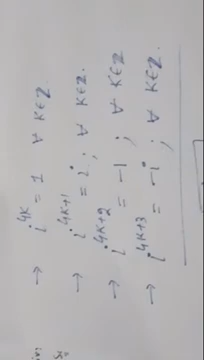 → i^{4K} = 1 ∀ K∈Z
→ i^{4K+1} = i ; ∀ K∈Z.
→ i^{4K+2} = -1 ; ∀ K∈Z
→ i^{4K+3} = -i ; ∀ K∈Z.